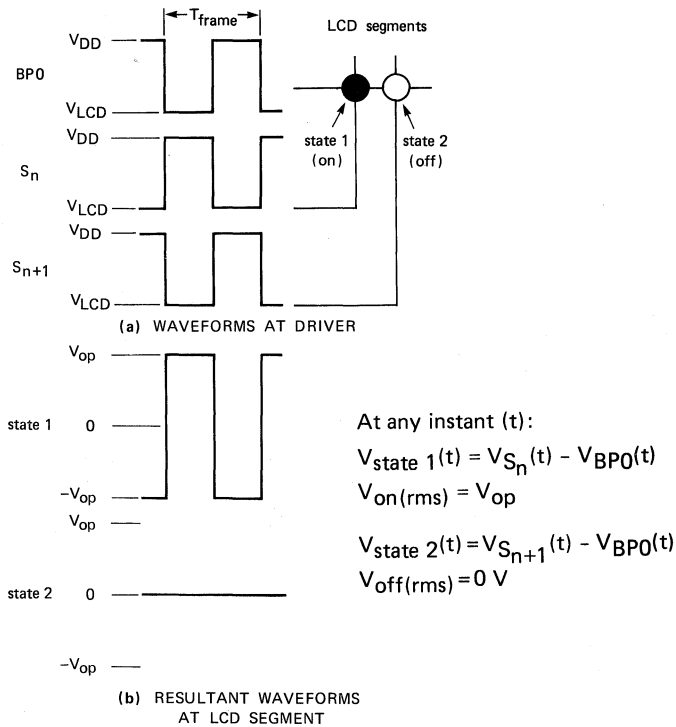 T_frame
LCD segments
V_DD
BP0
V_LCD
V_DD
state 1
(on)
state 2
(off)
S_n
V_LCD
V_DD
S_n+1
V_LCD
(a) WAVEFORMS AT DRIVER
V_op
state 1 0
-V_op
V_op
state 2 0
-V_op
(b) RESULTANT WAVEFORMS
AT LCD SEGMENT
At any instant (t):
V_state 1(t) = V_S_n(t) - V_BP0(t)
V_on(rms) = V_op
V_state 2(t) = V_S_n+1(t) - V_BP0(t)
V_off(rms) = 0 V